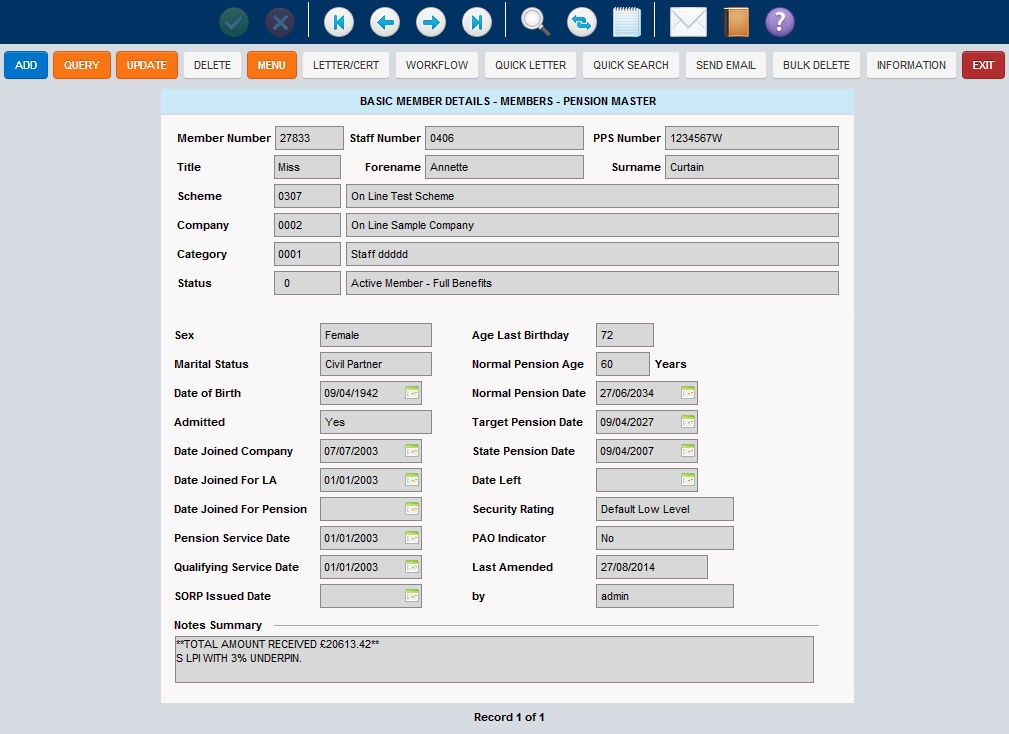 ?
ADD QUERY UPDATE DELETE MENU LETTER/CERT WORKFLOW QUICK LETTER QUICK SEARCH SEND EMAIL BULK DELETE INFORMATION EXIT
BASIC MEMBER DETAILS - MEMBERS - PENSION MASTER
Member Number 27833 Staff Number 0406 PPS Number 1234567W
Title Miss Forename Annette Surname Curtain
Scheme 0307 On Line Test Scheme
Company 0002 On Line Sample Company
Category 0001 Staff ddddd
Status 0 Active Member - Full Benefits
Sex Female Age Last Birthday 72
Marital Status Civil Partner Normal Pension Age 60 Years
Date of Birth 09/04/1942 Normal Pension Date 27/06/2034
Admitted Yes Target Pension Date 09/04/2027
Date Joined Company 07/07/2003 State Pension Date 09/04/2007
Date Joined For LA 01/01/2003 Date Left
Date Joined For Pension Security Rating Default Low Level
Pension Service Date 01/01/2003 PAO Indicator No
Qualifying Service Date 01/01/2003 Last Amended 27/08/2014
SORP Issued Date by admin
Notes Summary
**TOTAL AMOUNT RECEIVED £20613.42**
S LPI WITH 3% UNDERPIN.
Record 1 of 1